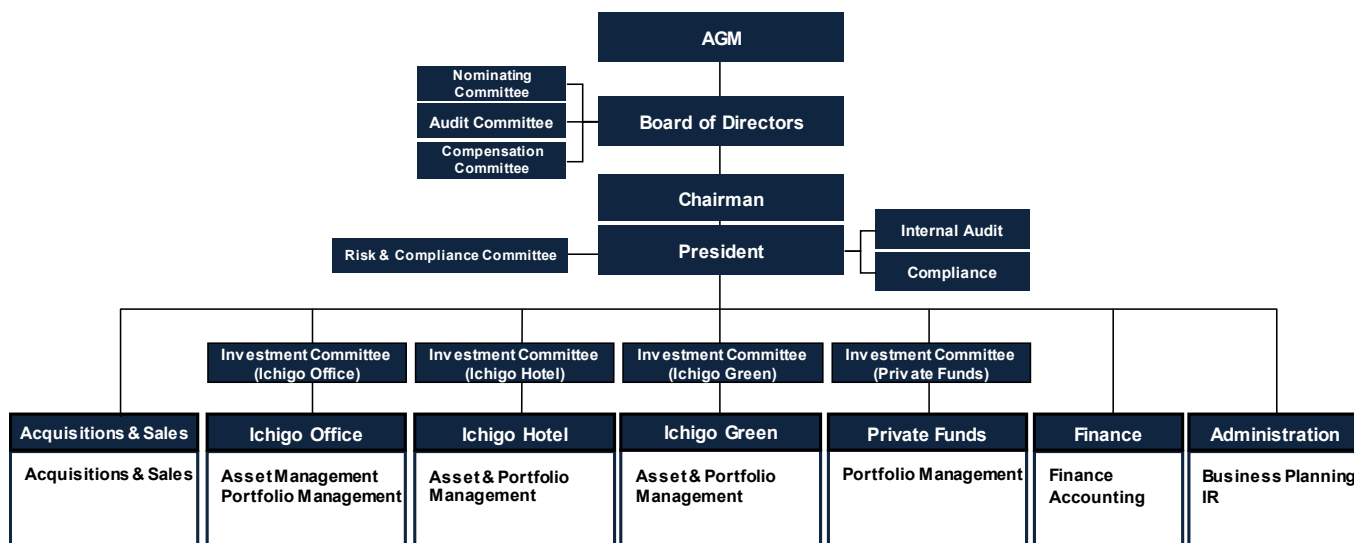 AGM
Nominating
Committee
Audit Committee
Compensation
Committee
Board of Directors
Chairman
President
Risk & Compliance Committee
Internal Audit
Compliance
Investment Committee
(Ichigo Office)
Investment Committee
(Ichigo Hotel)
Investment Committee
(Ichigo Green)
Investment Committee
(Private Funds)
Acquisitions & Sales
Ichigo Office
Ichigo Hotel
Ichigo Green
Private Funds
Finance
Administration
Acquisitions & Sales
Asset Management
Portfolio Management
Asset & Portfolio
Management
Asset & Portfolio
Management
Portfolio Management
Finance
Accounting
Business Planning
IR